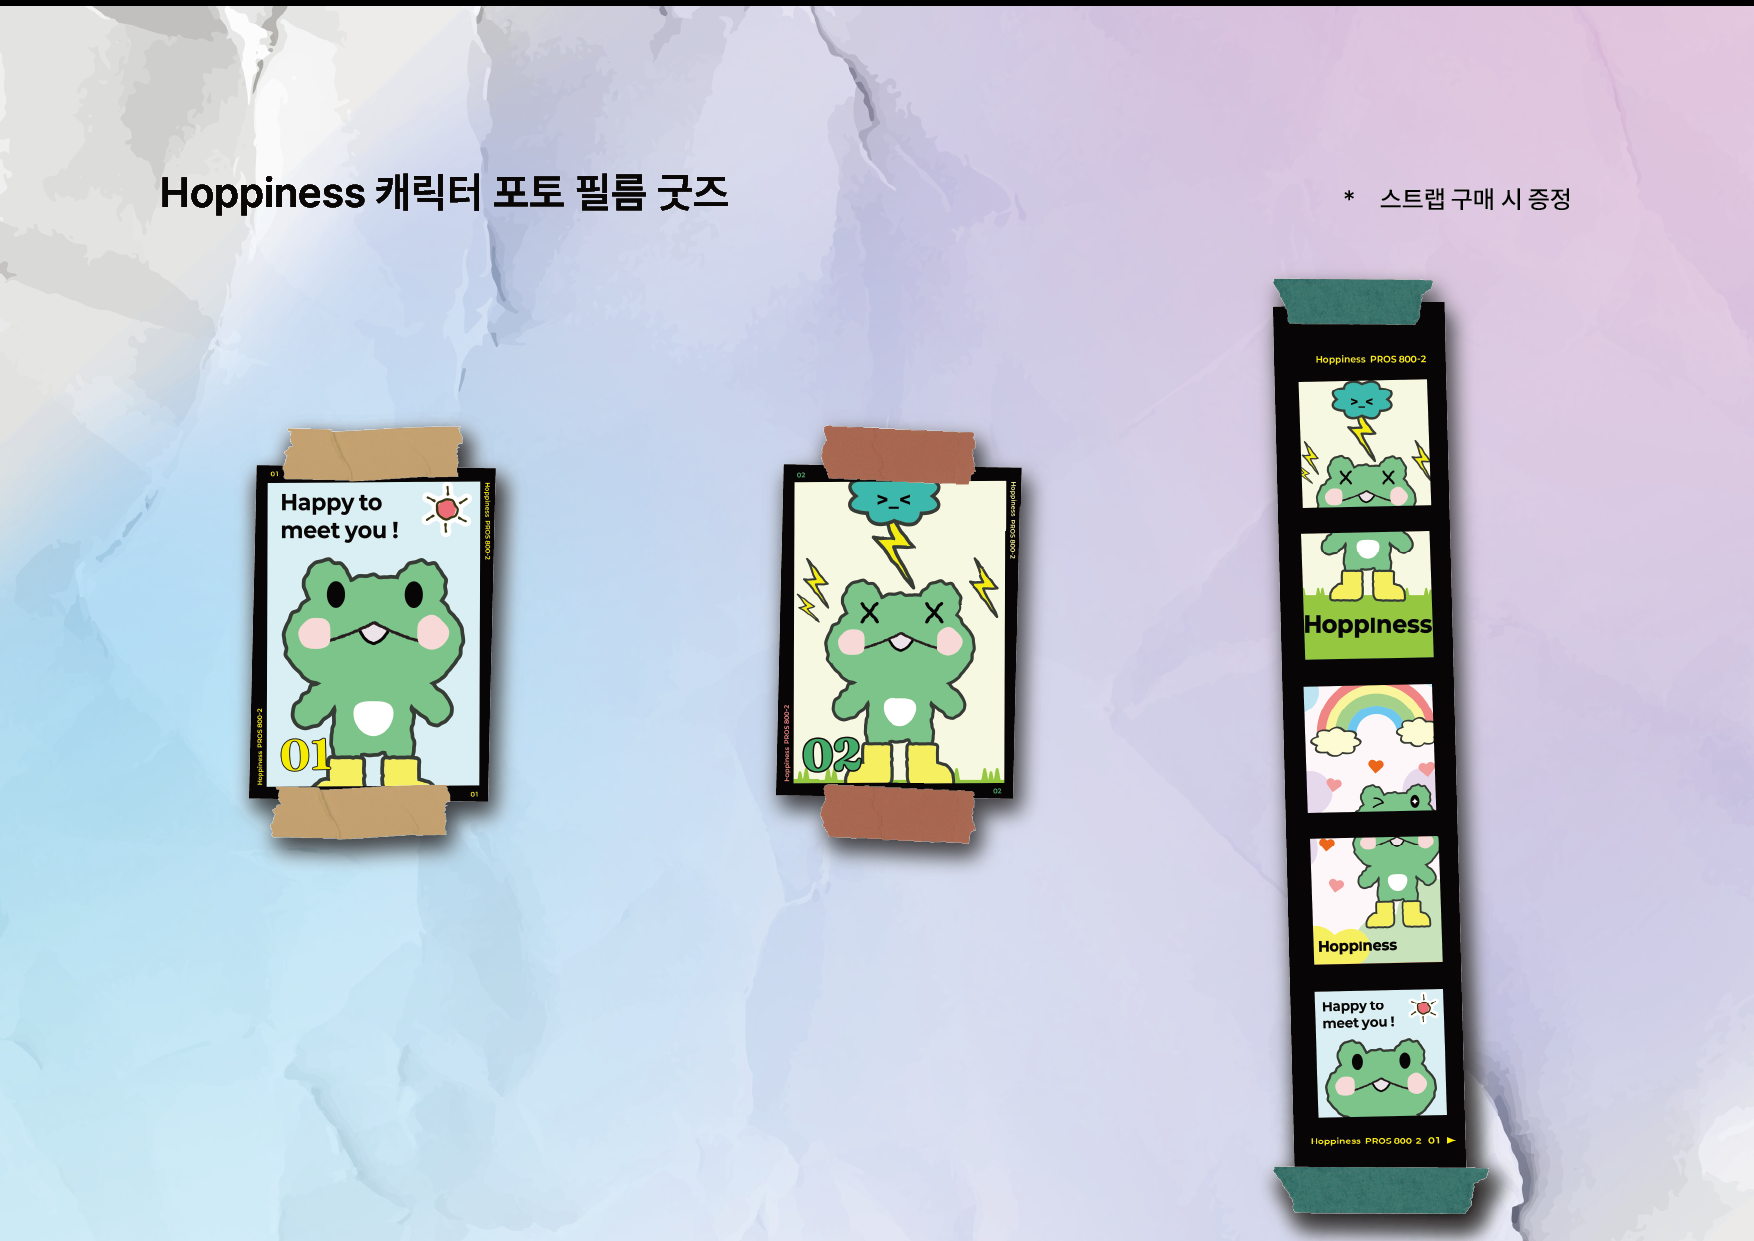 Hoppiness 캐릭터 포토 필름 굿즈
* 스트랩 구매 시 증정
01
Happy to
meet you !
Hoppiness PROS 800-2
Hoppiness PROS 800-2
01
01
02
>_<
Hoppiness PROS 800-2
Hoppiness PROS 800-2
02
02
Hoppiness PROS 800-2
>_<
Hoppiness
Hoppiness
Happy to
meet you !
Hoppiness PROS 800 2 01